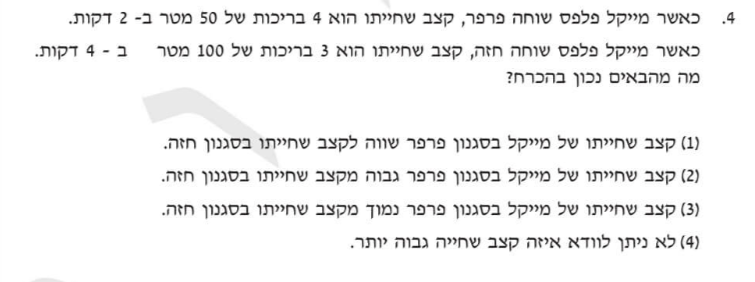 4. כאשר מייקל פלפס שוחה פרפר, קצב שחייתו הוא 4 בריכות של 50 מטר ב- 2 דקות.
כאשר מייקל פלפס שוחה חזה, קצב שחייתו הוא 3 בריכות של 100 מטר ב - 4 דקות.
מה מהבאים נכון בהכרח?
(1) קצב שחייתו של מייקל בסגנון פרפר שווה לקצב שחייתו בסגנון חזה.
(2) קצב שחייתו של מייקל בסגנון פרפר גבוה מקצב שחייתו בסגנון חזה.
(3) קצב שחייתו של מייקל בסגנון פרפר נמוך מקצב שחייתו בסגנון חזה.
(4) לא ניתן לוודא איזה קצב שחייה גבוה יותר.